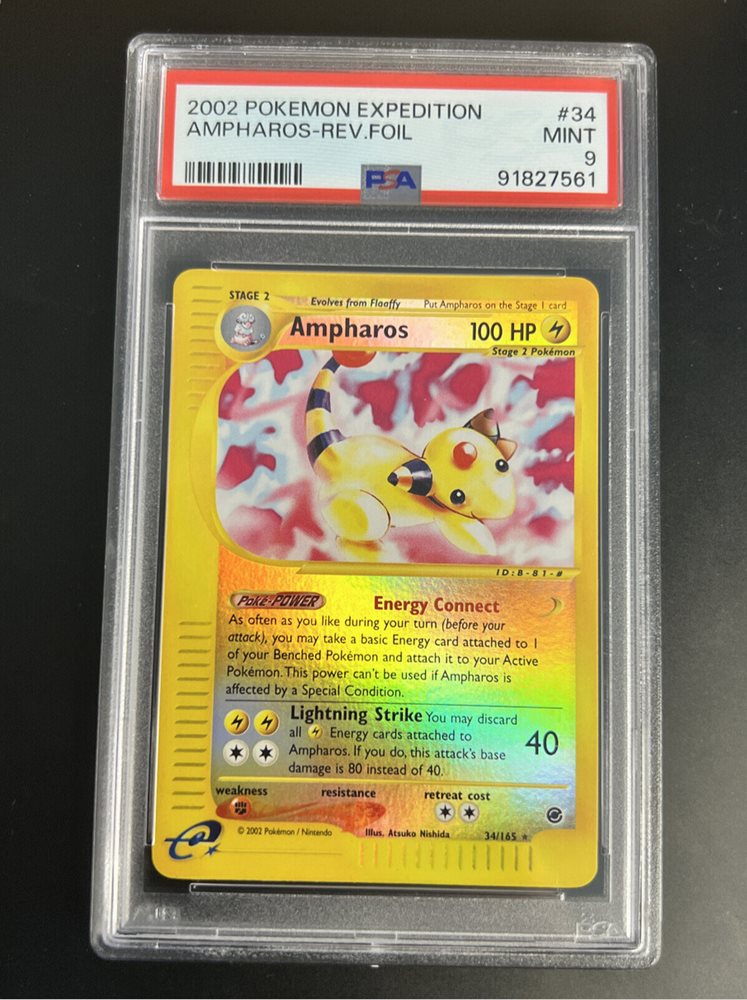 2002 POKEMON EXPEDITION #34
AMPHAROS-REV.FOIL MINT
9
PSA 91827561
STAGE 2 Evolves from Flaaffy Put Ampharos on the Stage 1 card
Ampharos 100 HP
Stage 2 Pokémon
ID:B-81-#
Poké-POWER Energy Connect
As often as you like during your turn (before your
attack), you may take a basic Energy card attached to 1
of your Benched Pokémon and attach it to your Active
Pokémon. This power can't be used if Ampharos is
affected by a Special Condition.
Lightning Strike You may discard
all Energy cards attached to
Ampharos. If you do, this attack's base
damage is 80 instead of 40.
40
weakness resistance retreat cost
© 2002 Pokémon / Nintendo Illus. Atsuko Nishida 34/165 ★
e